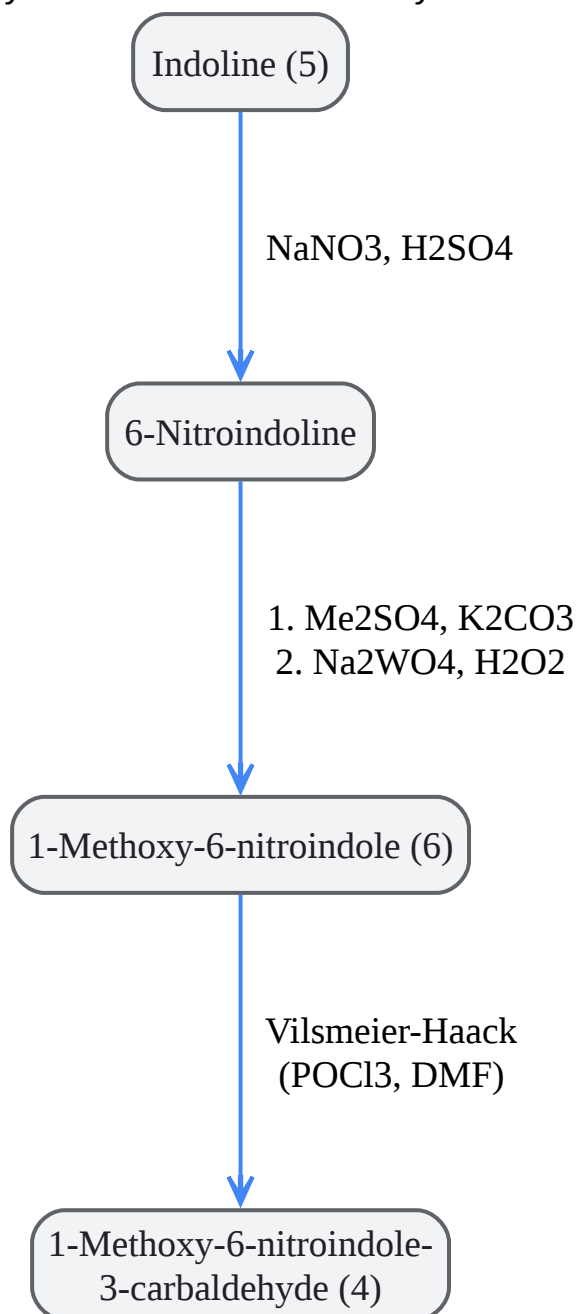 Indoline (5)
NaNO3, H2SO4
6-Nitroindoline
1. Me2SO4, K2CO3
2. Na2WO4, H2O2
1-Methoxy-6-nitroindole (6)
Vilsmeier-Haack
(POCl3, DMF)
1-Methoxy-6-nitroindole-
3-carbaldehyde (4)